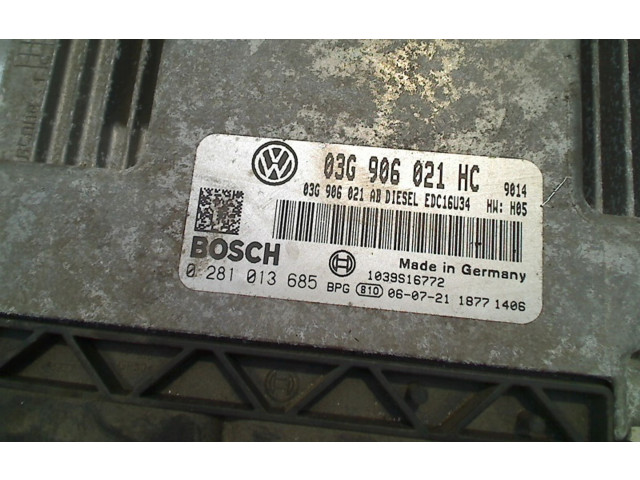 03G 906 021 HC 9014
03G 906 021 AB DIESEL EDC16U34 HW: H05
BOSCH
Made in Germany
1039S16772
0 281 013 685 BPG 810 06-07-21 1877 1406